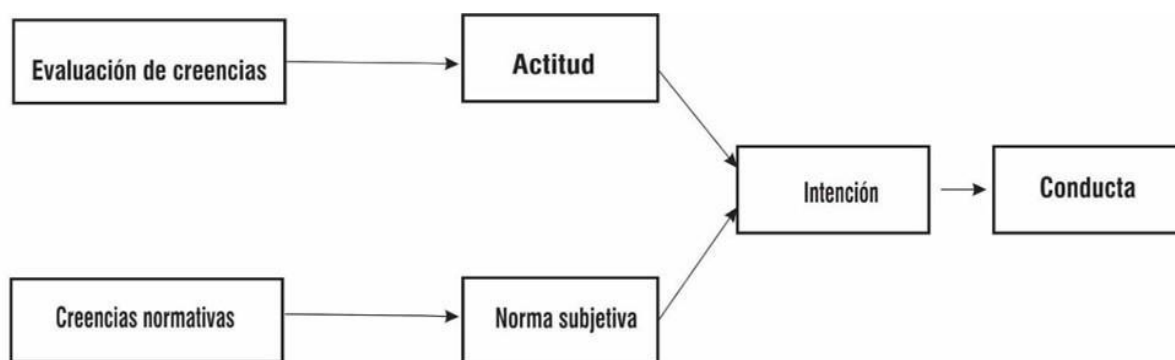 Evaluación de creencias
Actitud
Intención
Conducta
Creencias normativas
Norma subjetiva